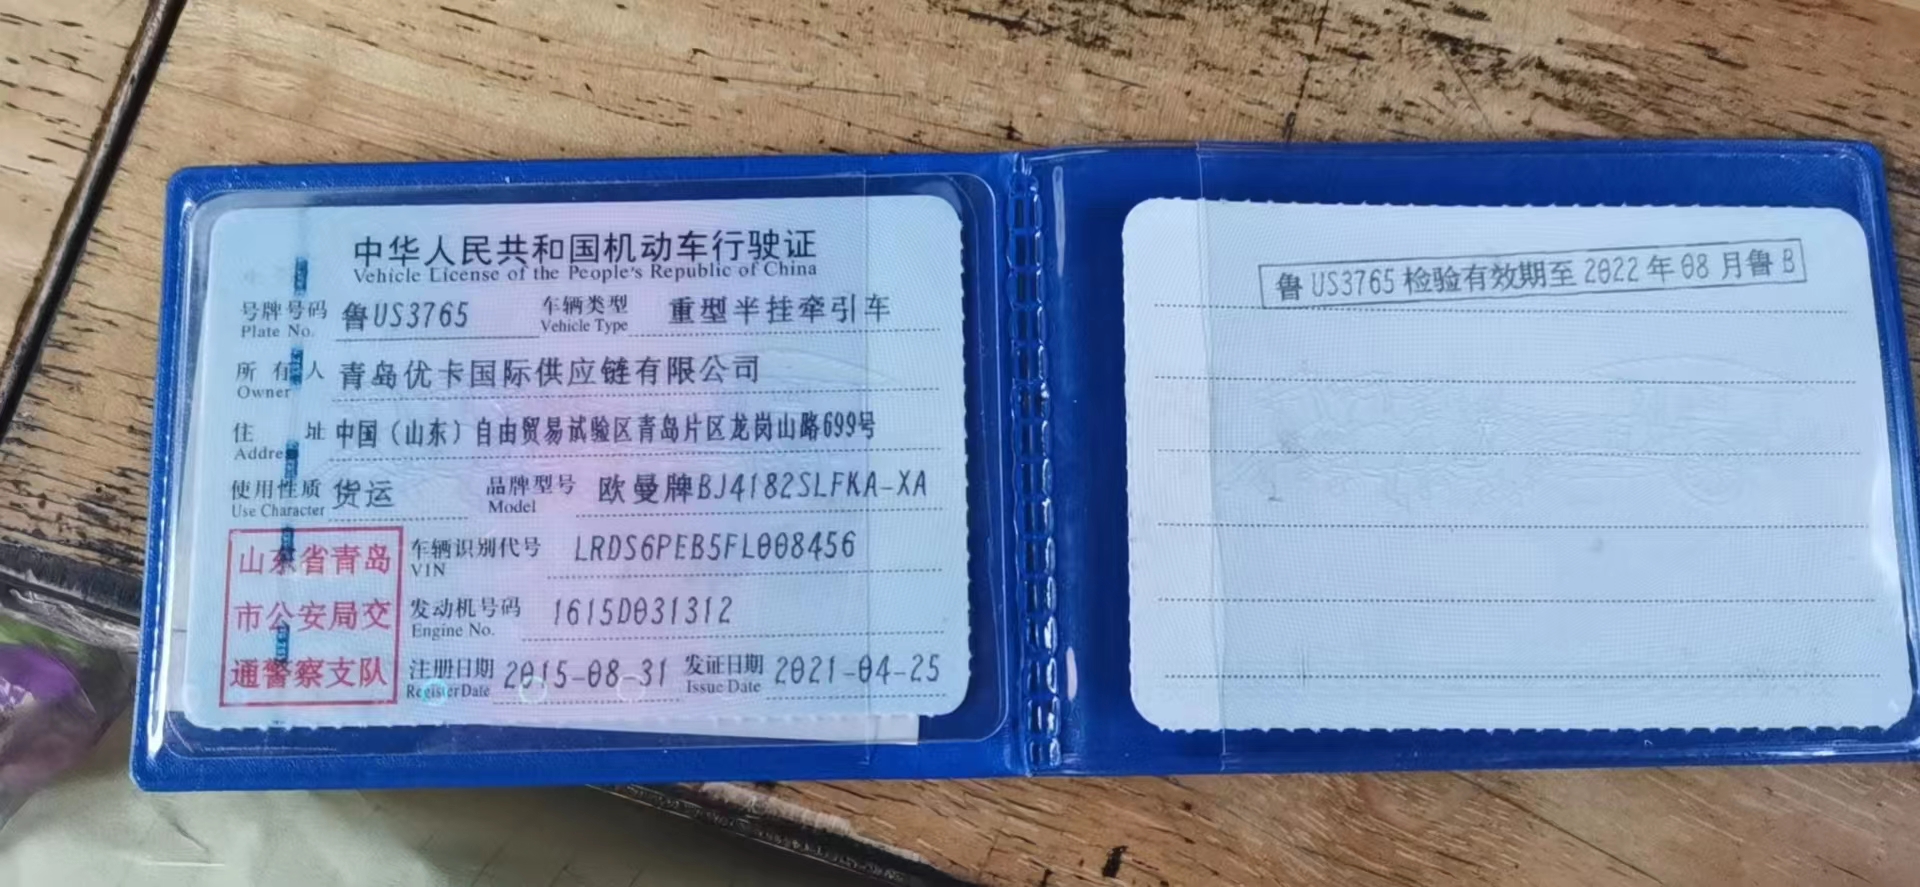 中华人民共和国机动车行驶证
Vehicle License of the People's Republic of China
号牌号码 鲁US3765 车辆类型 重型半挂牵引车
Plate No. Vehicle Type
所有人 青岛优卡国际供应链有限公司
Owner
住址 中国（山东）自由贸易试验区青岛片区龙岗山路699号
Address
使用性质 货运 品牌型号 欧曼牌BJ4182SLFKA-XA
Use Character Model
山东省青岛
市公安局交
通警察支队
车辆识别代号 LRDS6PEB5FL008456
VIN
发动机号码 1615D031312
Engine No.
注册日期 2015-08-31 发证日期 2021-04-25
Register Date Issue Date
鲁US3765检验有效期至2022年08月鲁B